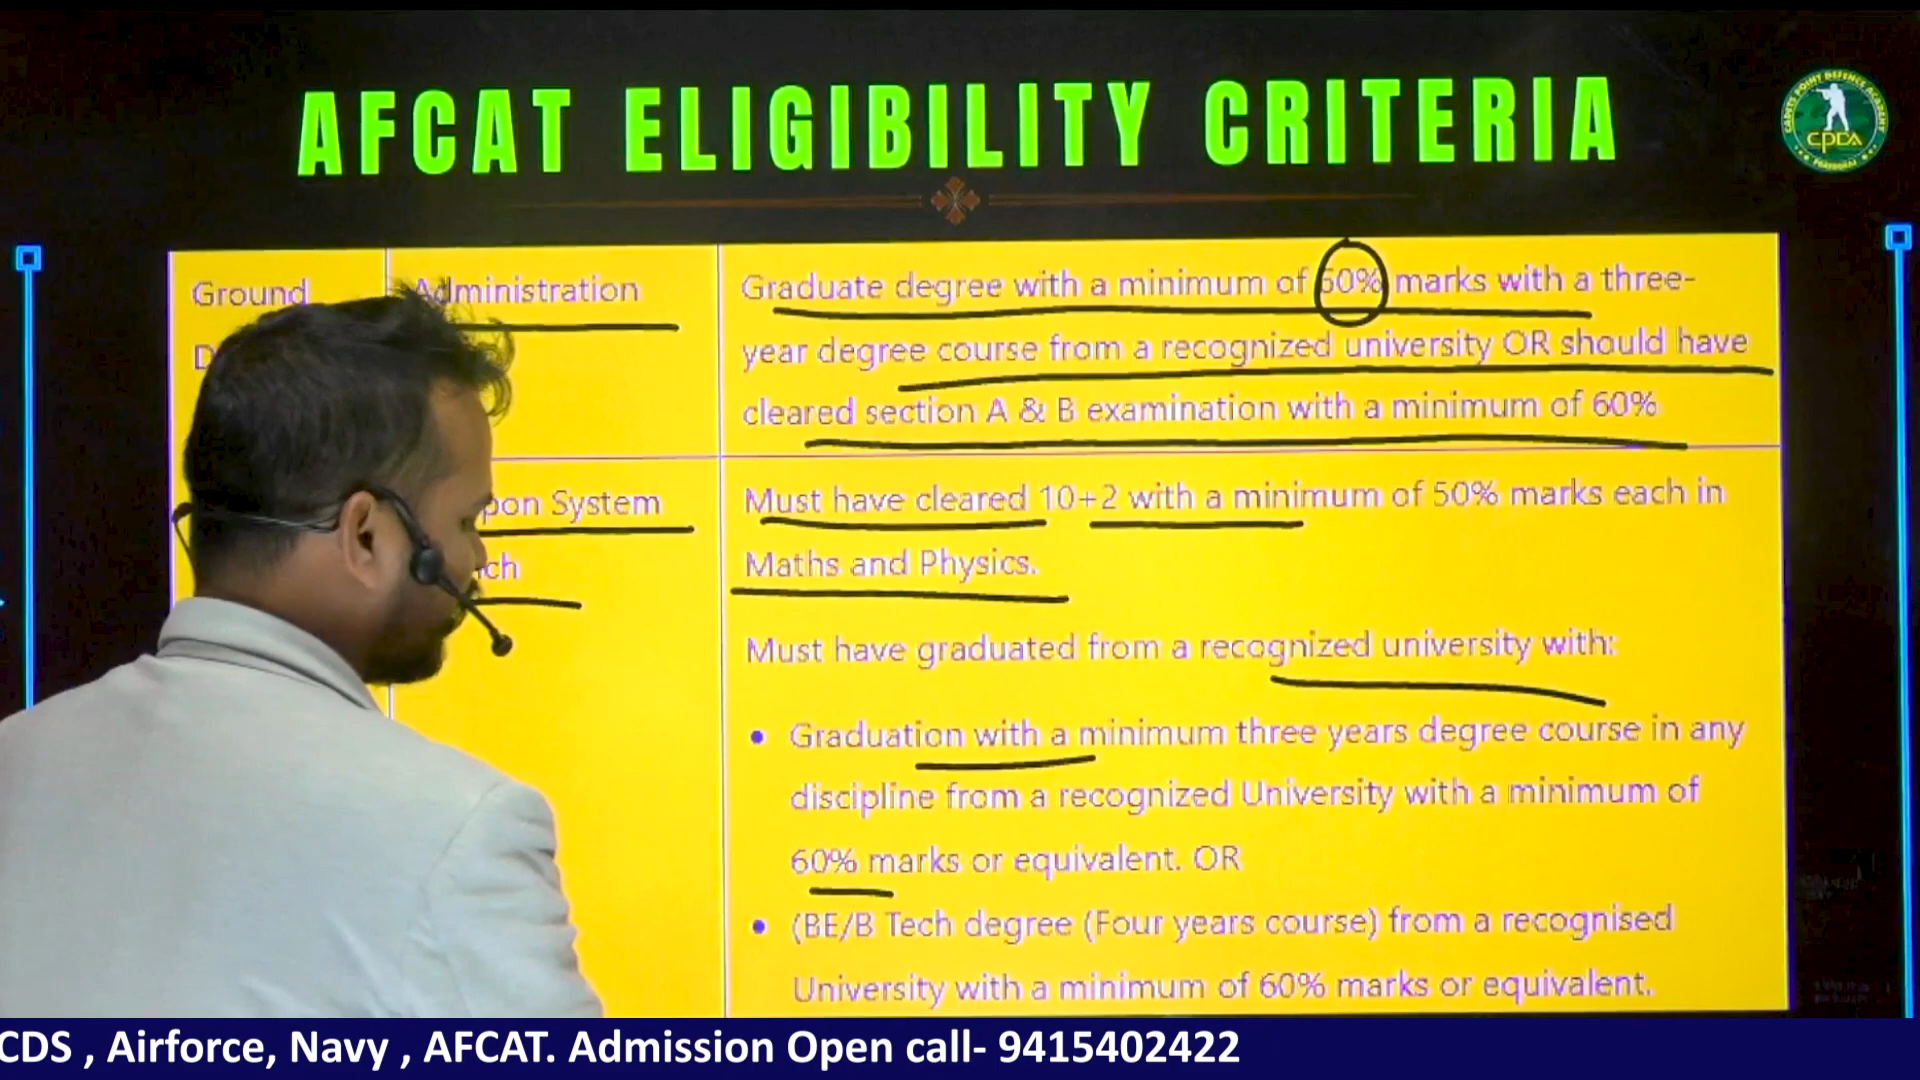 AFCAT ELIGIBILITY CRITERIA
CADETS POINT DEFENCE ACADEMY
CPDA
Ground
Administration
Graduate degree with a minimum of 60% marks with a three-
year degree course from a recognized university OR should have
cleared section A & B examination with a minimum of 60%
pon System
ch
Must have cleared 10+2 with a minimum of 50% marks each in
Maths and Physics.
Must have graduated from a recognized university with:
• Graduation with a minimum three years degree course in any
discipline from a recognized University with a minimum of
60% marks or equivalent. OR
• (BE/B Tech degree (Four years course) from a recognised
University with a minimum of 60% marks or equivalent.
CDS , Airforce, Navy , AFCAT. Admission Open call- 9415402422